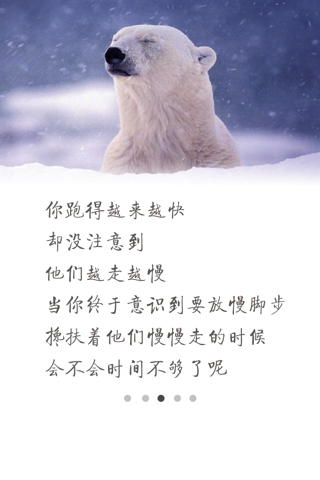 你跑得越来越快
却没注意到
他们越走越慢
当你终于意识到要放慢脚步
搀扶着他们慢慢走的时候
会不会时间不够了呢